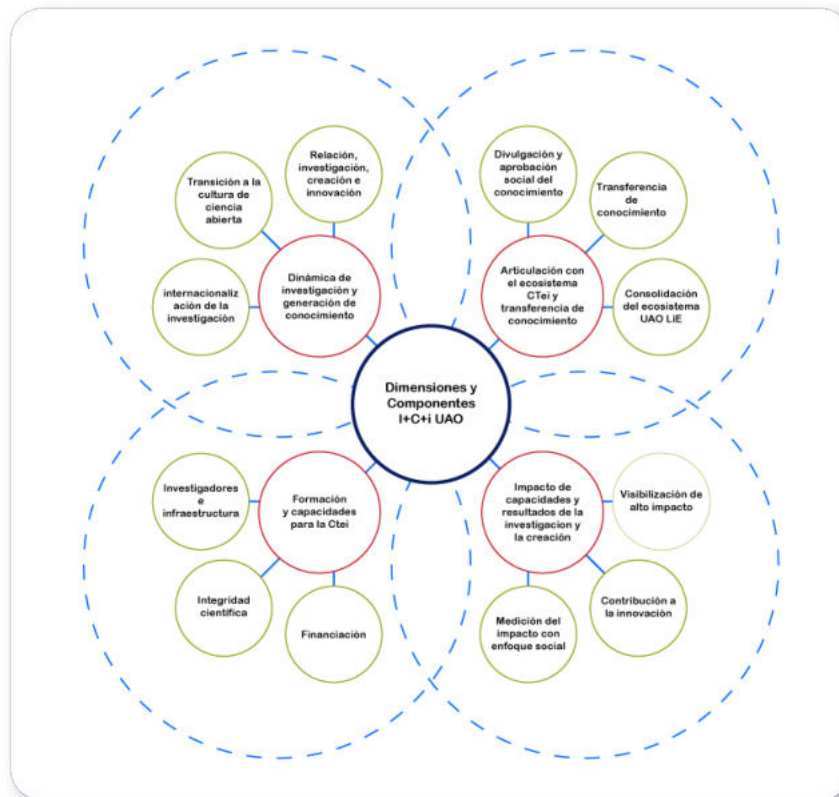 Relación,
investigación,
creación e
innovación
Transición a la
cultura de
ciencia
abierta
internacionaliz
ación de la
investigación
Dinámica de
investigación y
generación de
conocimiento
Divulgación y
aprobación
social del
conocimiento
Transferencia
de
conocimiento
Articulación con
el ecosistema
CTei y
transferencia de
conocimiento
Consolidación
del ecosistema
UAO LiE
Dimensiones y
Componentes
I+C+i UAO
Investigadores
e
infraestructura
Formación
y capacidades
para la Ctei
Integridad
científica
Financiación
Impacto de
capacidades y
resultados de la
investigacion y
la creación
Visibilización de
alto impacto
Contribución a
la innovación
Medición del
impacto con
enfoque social